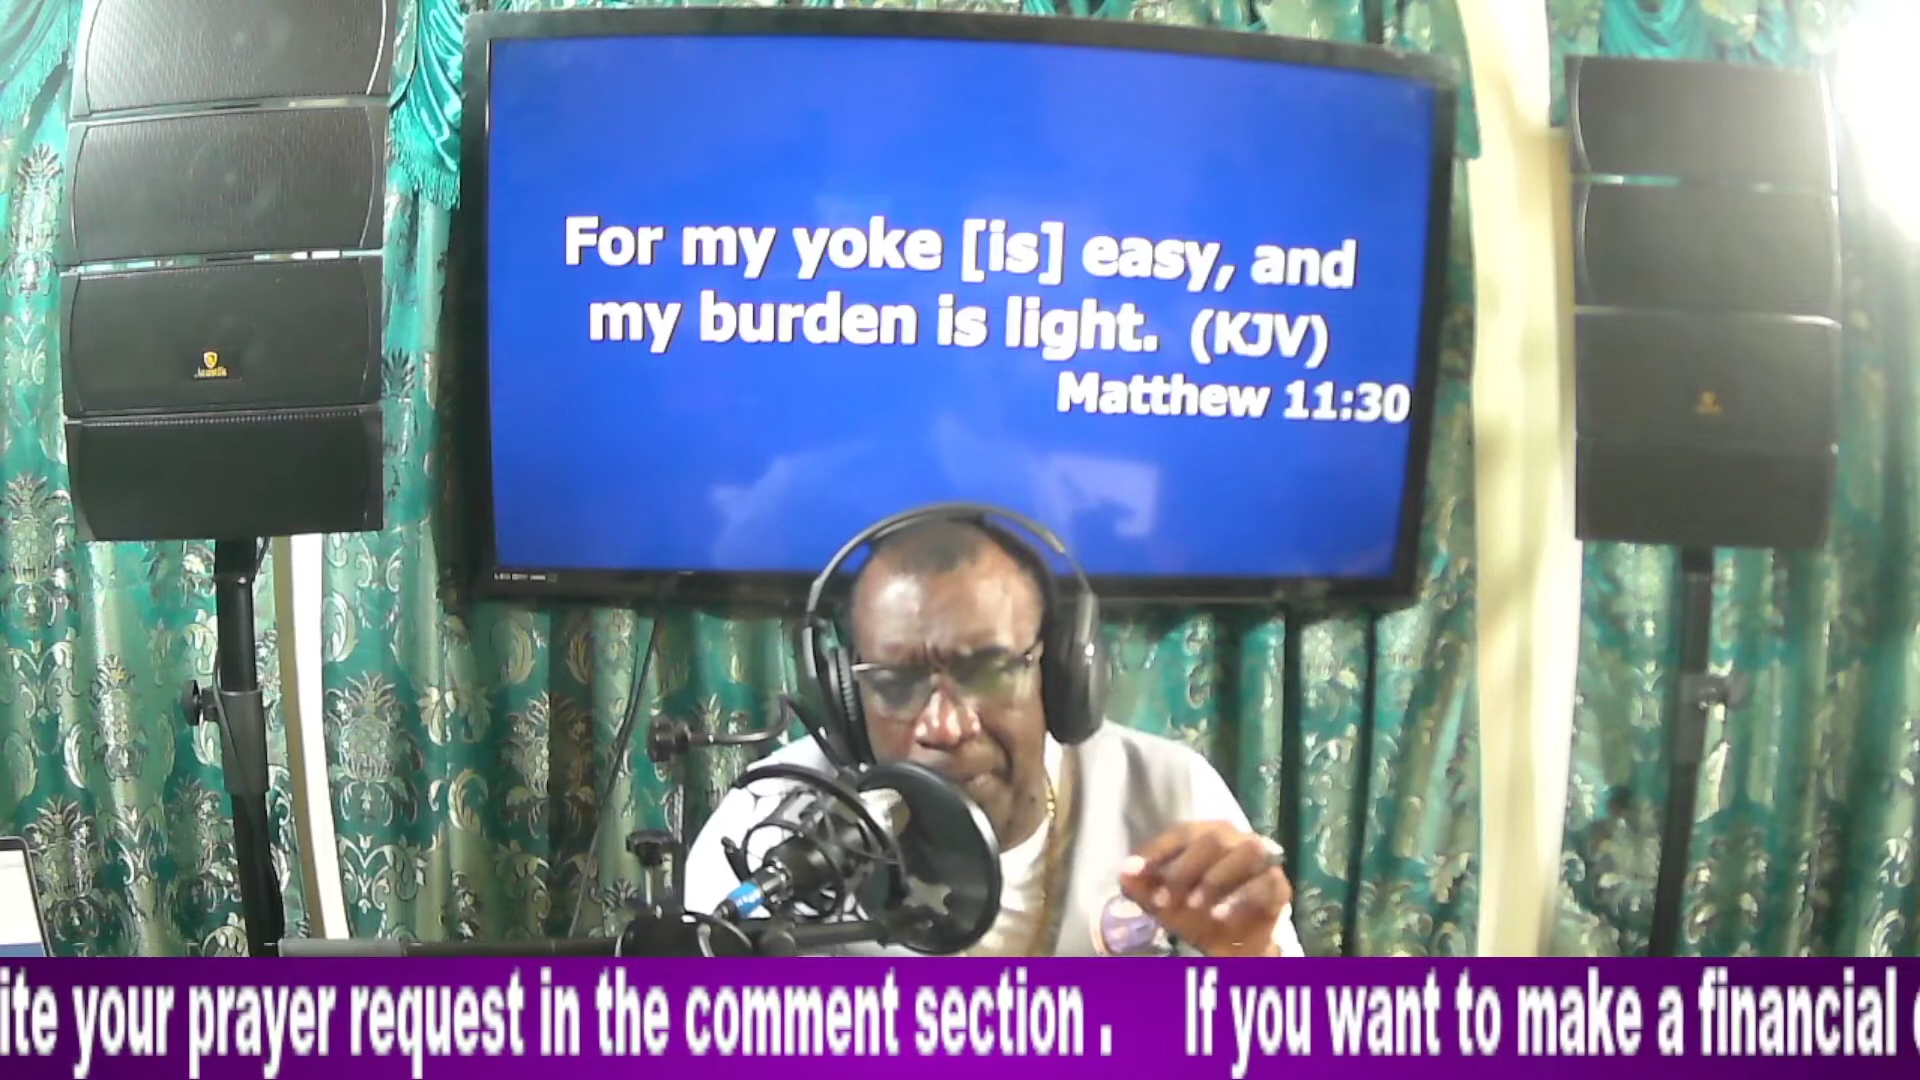 For my yoke [is] easy, and
my burden is light. (KJV)
Matthew 11:30
ite your prayer request in the comment section . If you want to make a financial